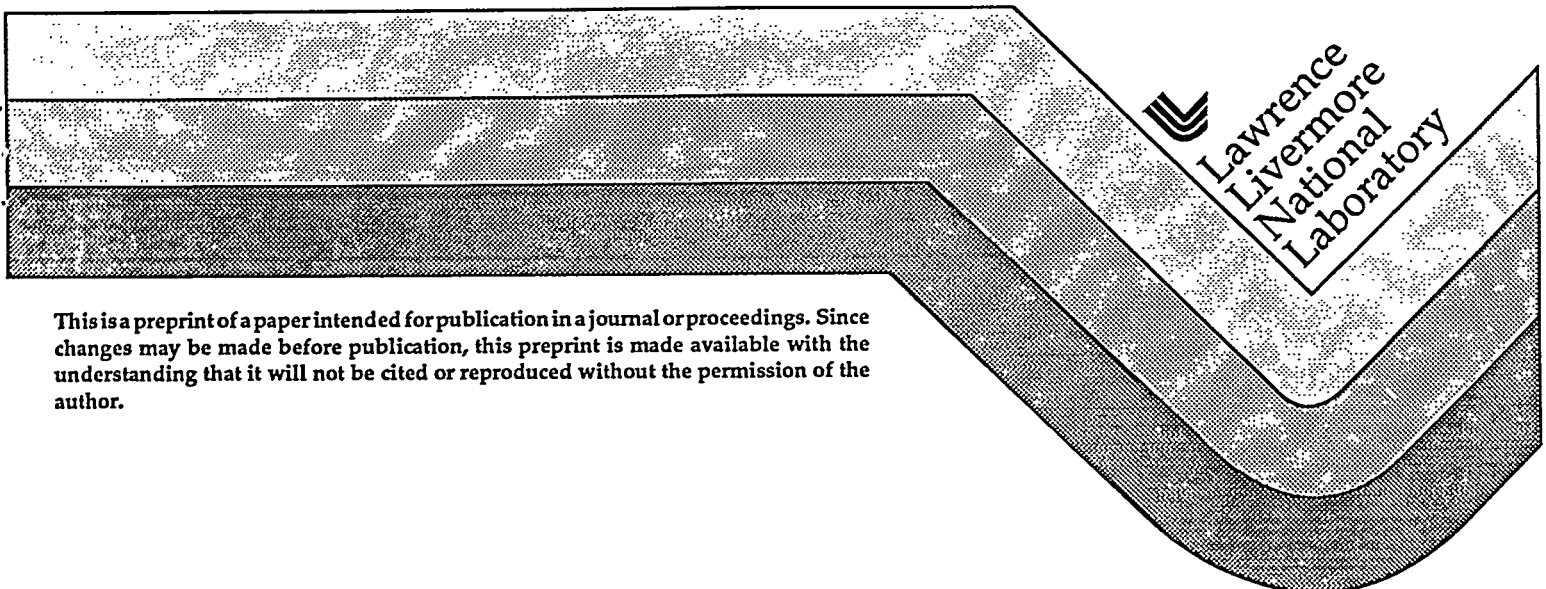 Lawrence
Livermore
National
Laboratory
This is a preprint of a paper intended for publication in a journal or proceedings. Since
changes may be made before publication, this preprint is made available with the
understanding that it will not be cited or reproduced without the permission of the
author.